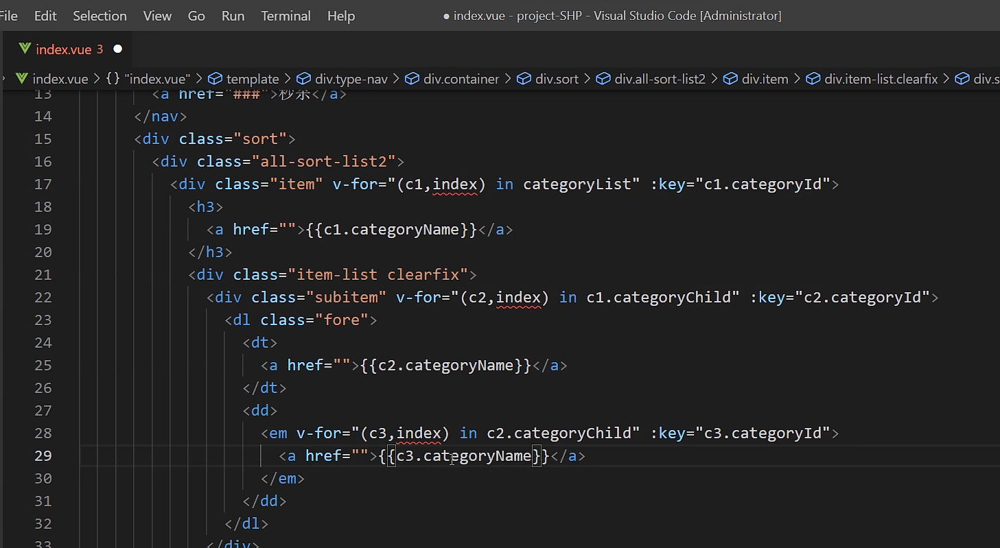 File Edit Selection View Go Run Terminal Help ● index.vue - project-SHP - Visual Studio Code [Administrator]
index.vue 3 ●
> index.vue > {} "index.vue" > template > div.type-nav > div.container > div.sort > div.all-sort-list2 > div.item > div.item-list.clearfix > div.s
13 <a href="###">秒杀</a>
14 </nav>
15 <div class="sort">
16 <div class="all-sort-list2">
17 <div class="item" v-for="(c1,index) in categoryList" :key="c1.categoryId">
18 <h3>
19 <a href="">{{c1.categoryName}}</a>
20 </h3>
21 <div class="item-list clearfix">
22 <div class="subitem" v-for="(c2,index) in c1.categoryChild" :key="c2.categoryId">
23 <dl class="fore">
24 <dt>
25 <a href="">{{c2.categoryName}}</a>
26 </dt>
27 <dd>
28 <em v-for="(c3,index) in c2.categoryChild" :key="c3.categoryId">
29 <a href="">{{c3.categoryName}}</a>
30 </em>
31 </dd>
32 </dl>
33 </div>